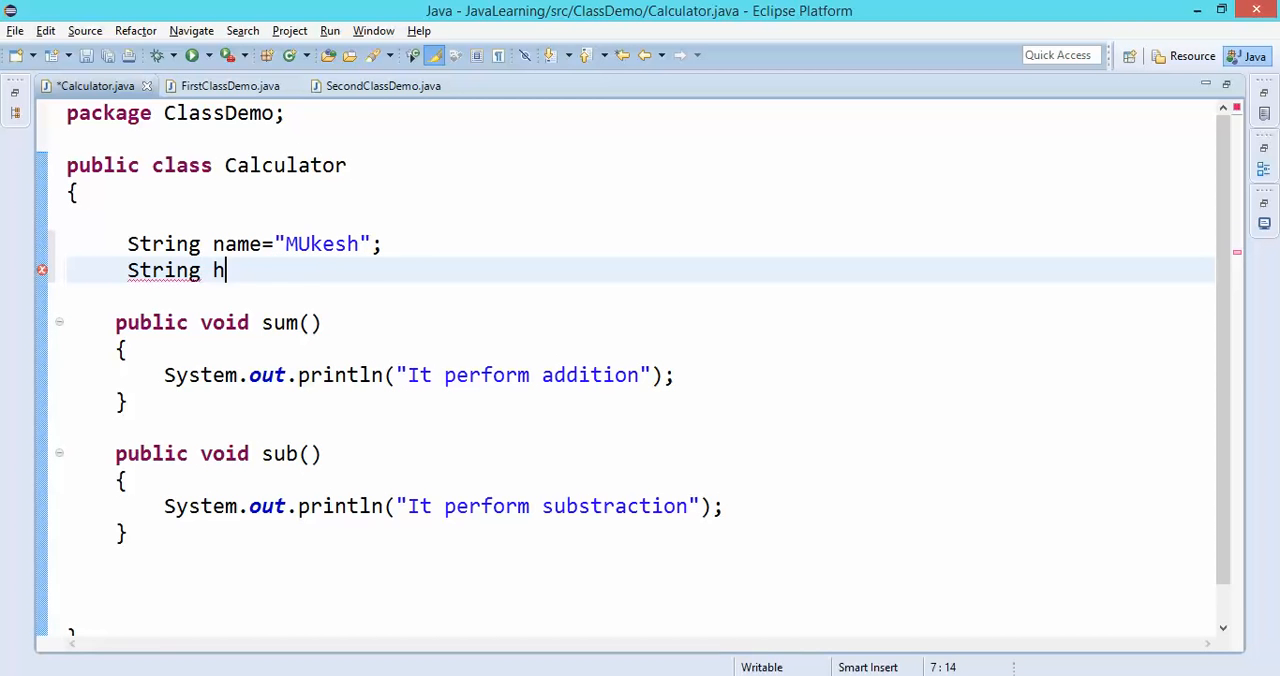 Java - JavaLearning/src/ClassDemo/Calculator.java - Eclipse Platform
File Edit Source Refactor Navigate Search Project Run Window Help
Quick Access Resource Java
*Calculator.java FirstClassDemo.java SecondClassDemo.java
package ClassDemo;
public class Calculator
{
String name="MUkesh";
String h
public void sum()
{
System.out.println("It perform addition");
}
public void sub()
{
System.out.println("It perform substraction");
}
}
Writable Smart Insert 7 : 14